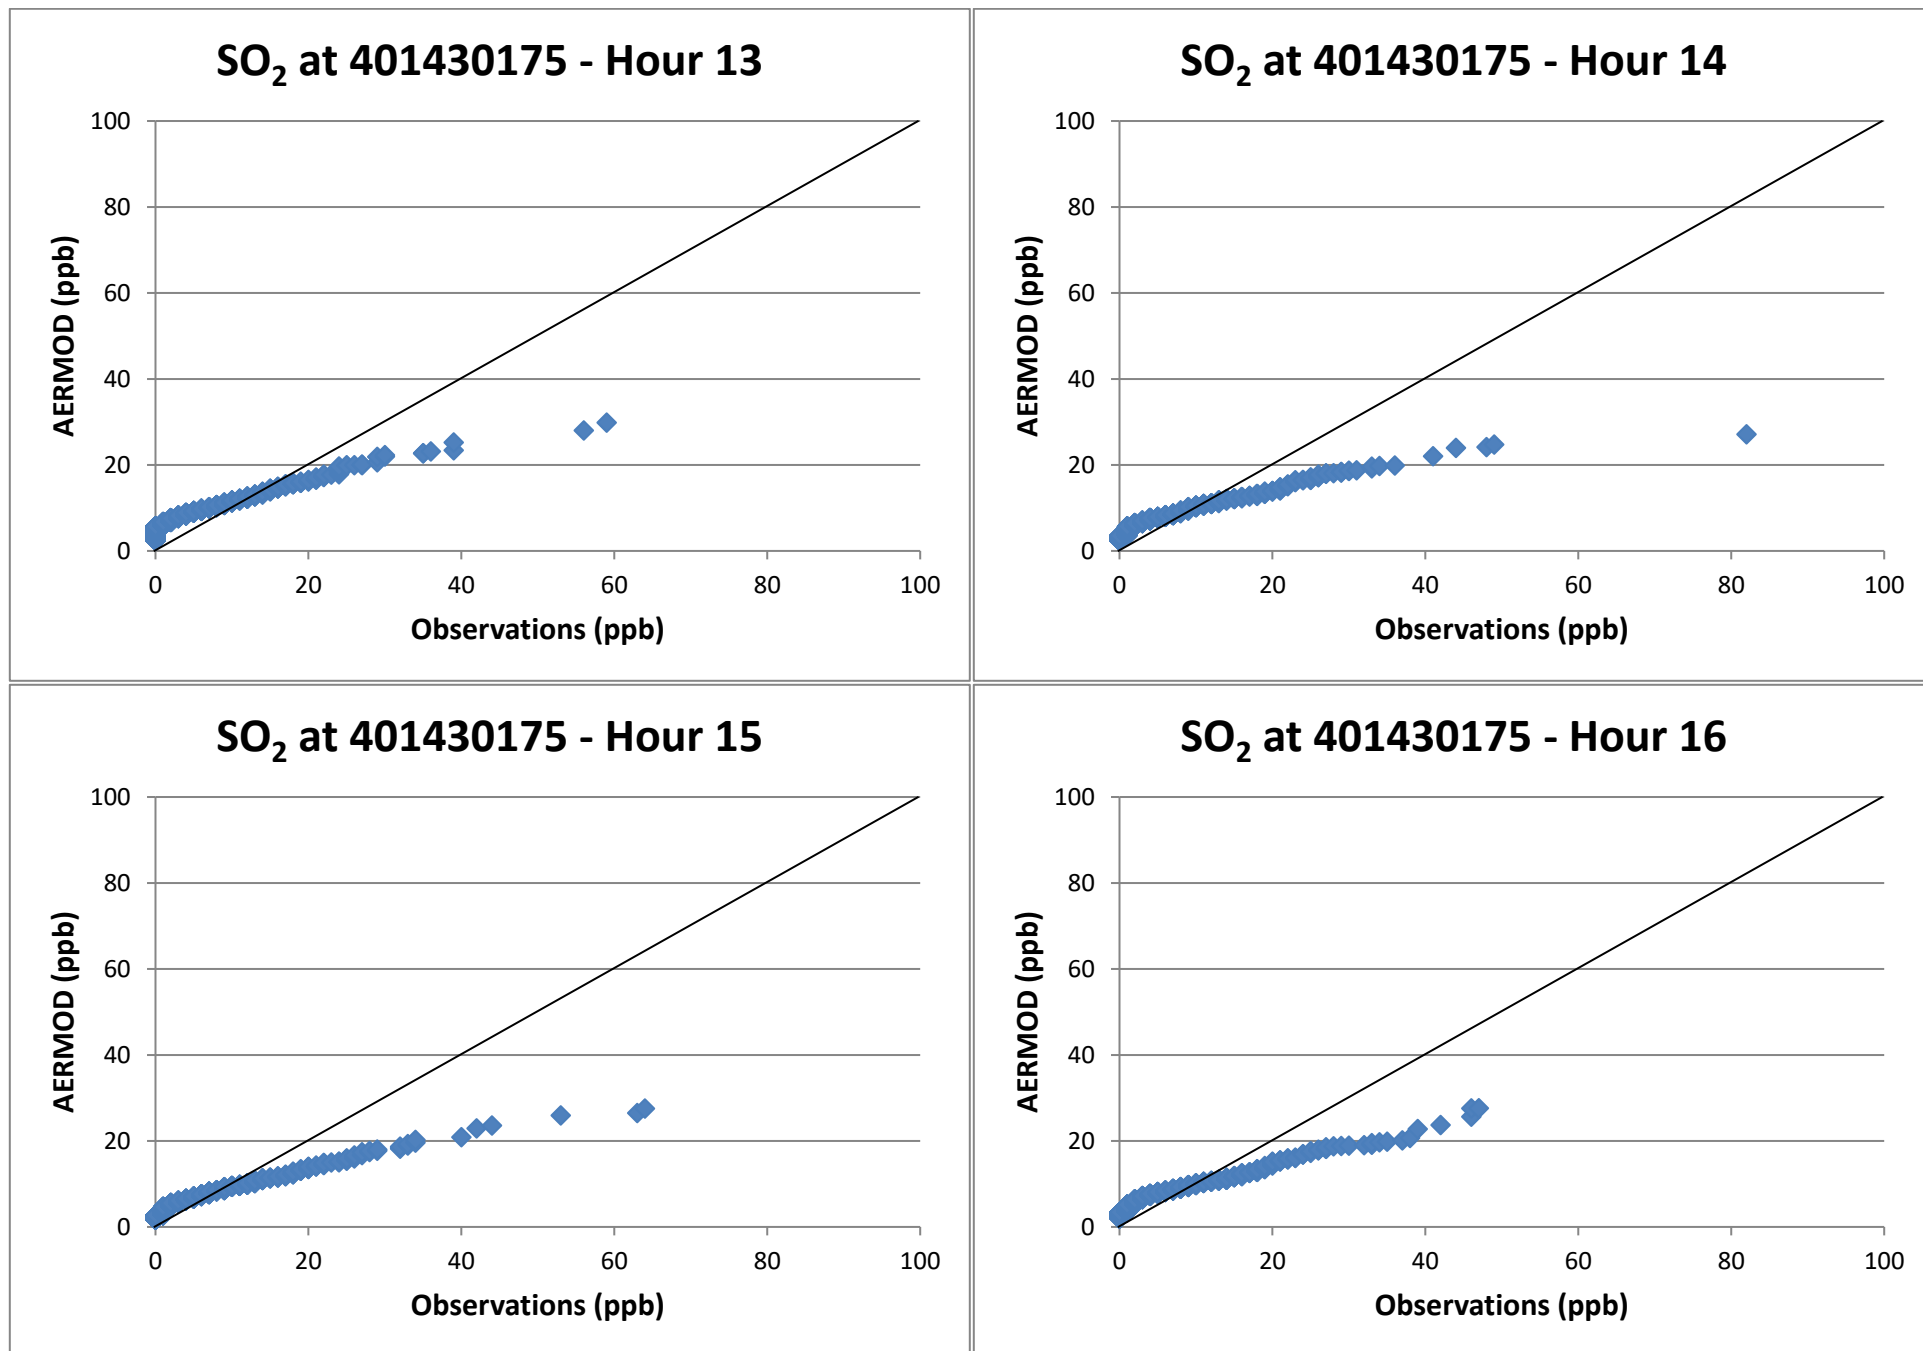 SO2 at 401430175 - Hour 13
100
80
60
40
20
0
AERMOD (ppb)
0 20 40 60 80 100
Observations (ppb)
SO2 at 401430175 - Hour 14
100
80
60
40
20
0
AERMOD (ppb)
0 20 40 60 80 100
Observations (ppb)
SO2 at 401430175 - Hour 15
100
80
60
40
20
0
AERMOD (ppb)
0 20 40 60 80 100
Observations (ppb)
SO2 at 401430175 - Hour 16
100
80
60
40
20
0
AERMOD (ppb)
0 20 40 60 80 100
Observations (ppb)